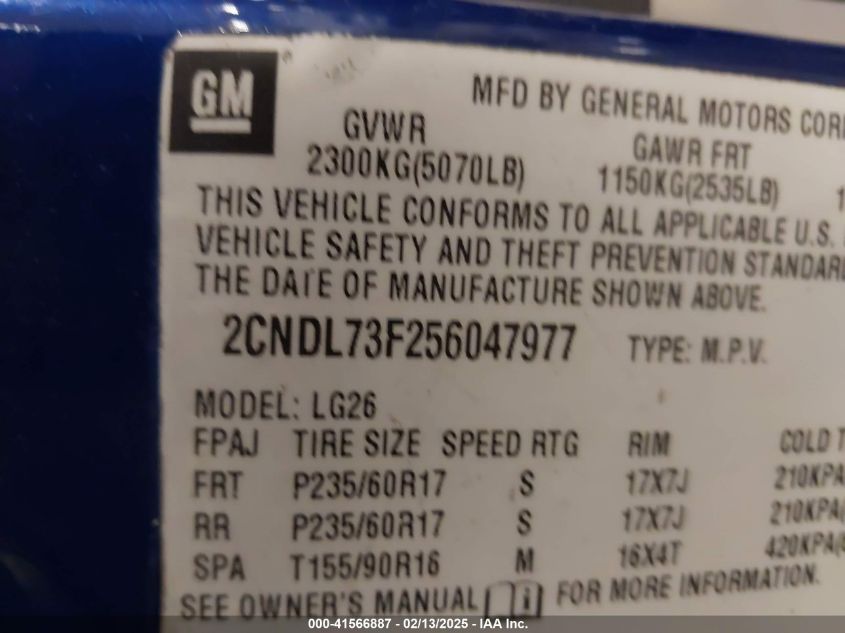 GM
MFD BY GENERAL MOTORS COR
GVWR GAWR FRT
2300KG(5070LB) 1150KG(2535LB) 1
THIS VEHICLE CONFORMS TO ALL APPLICABLE U.S.
VEHICLE SAFETY AND THEFT PREVENTION STANDAR
THE DATE OF MANUFACTURE SHOWN ABOVE.
2CNDL73F256047977 TYPE: M.P.V.
MODEL: LG26
FPAJ TIRE SIZE SPEED RTG RIM COLD T
FRT P235/60R17 S 17X7J 210KPA
RR P235/60R17 S 17X7J 210KPA(
SPA T155/90R16 M 16X4T 420KPA(
SEE OWNER'S MANUAL i FOR MORE INFORMATION.
000-41566887 - 02/13/2025 - IAA Inc.